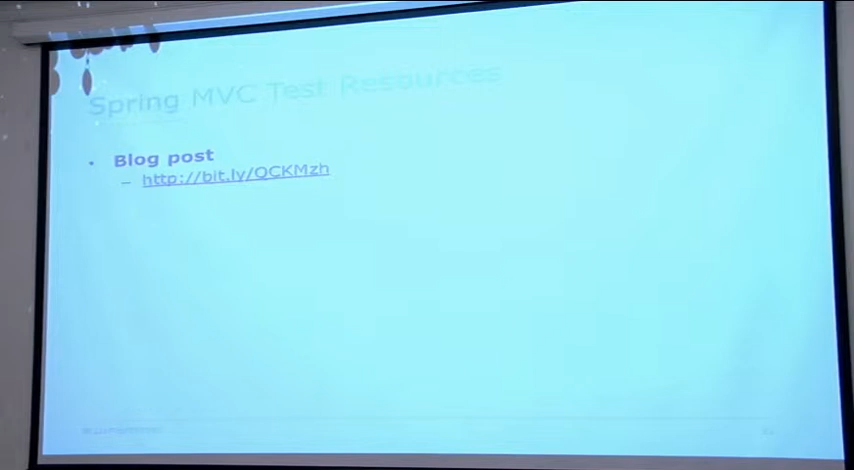 Spring MVC Test Resources
• Blog post
– http://bit.ly/QCKMzh